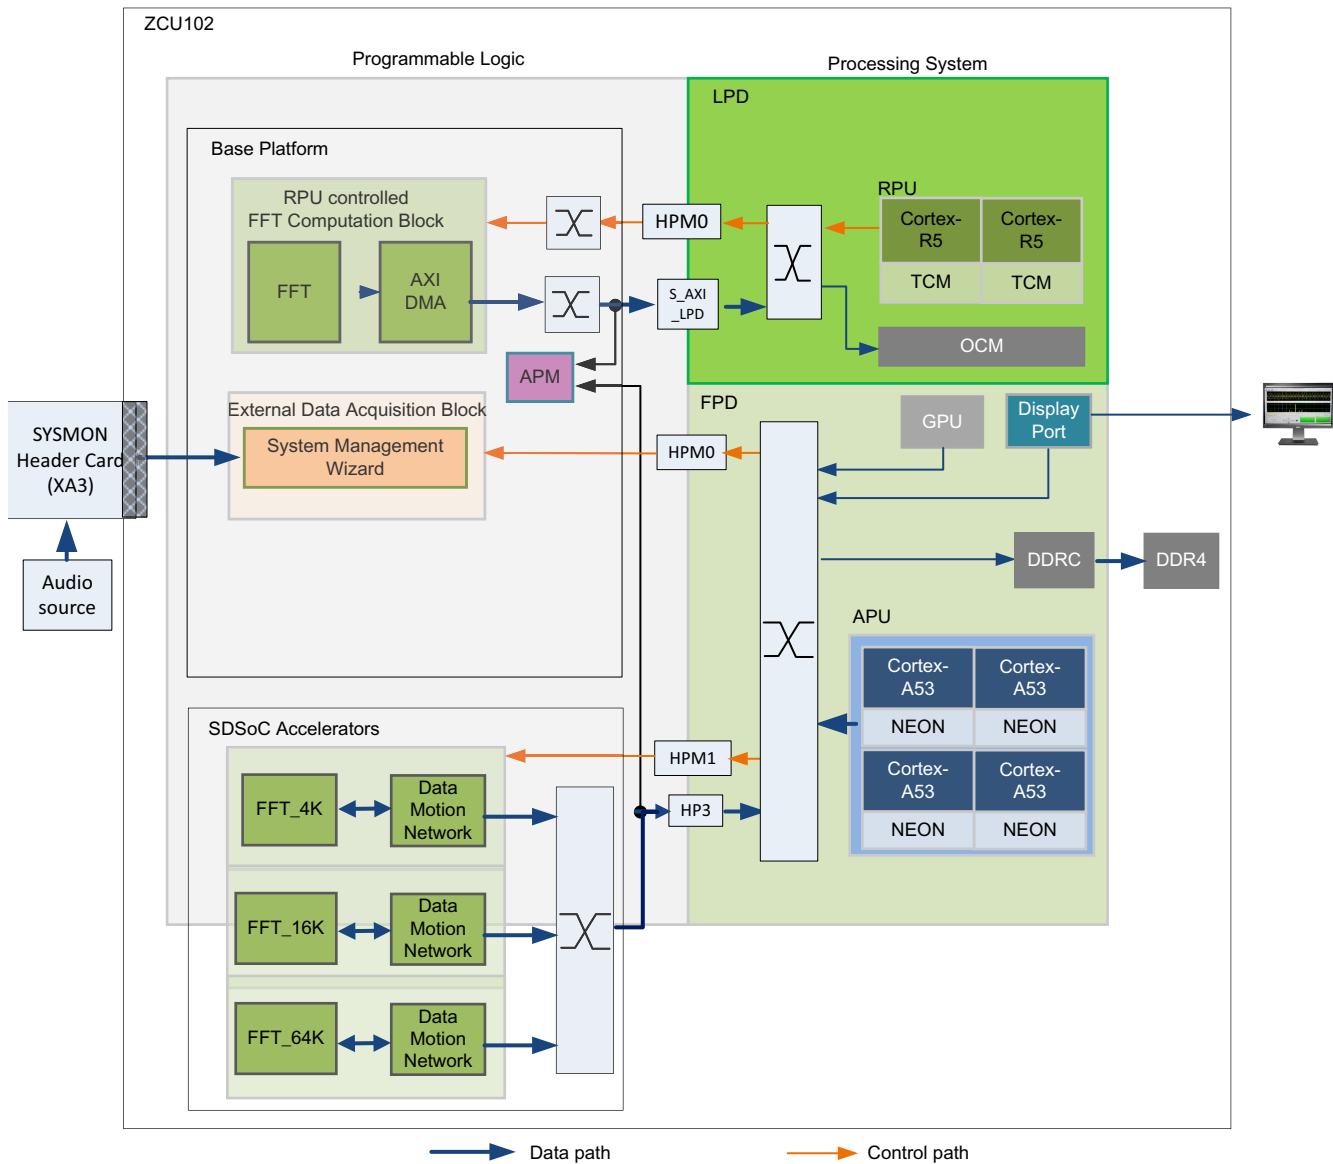 ZCU102
Programmable Logic
Processing System
LPD
Base Platform
RPU controlled
FFT Computation Block
FFT
AXI
DMA
HPM0
S_AXI
_LPD
RPU
Cortex-
R5
Cortex-
R5
TCM
TCM
OCM
APM
External Data Acquisition Block
System Management
Wizard
SYSMON
Header Card
(XA3)
Audio
source
HPM0
FPD
GPU
Display
Port
DDRC
DDR4
APU
Cortex-
A53
Cortex-
A53
NEON
NEON
Cortex-
A53
Cortex-
A53
NEON
NEON
SDSoC Accelerators
HPM1
HP3
FFT_4K
Data
Motion
Network
FFT_16K
Data
Motion
Network
FFT_64K
Data
Motion
Network
Data path
Control path